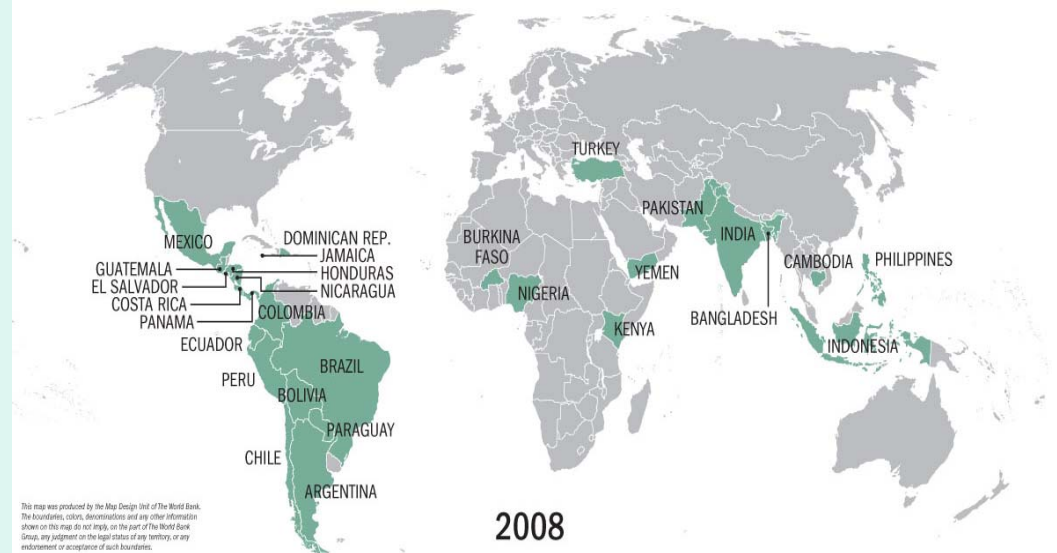 TURKEY
PAKISTAN
INDIA
MEXICO
DOMINICAN REP.
JAMAICA
HONDURAS
NICARAGUA
GUATEMALA
EL SALVADOR
COSTA RICA
PANAMA
COLOMBIA
ECUADOR
BURKINA
FASO
NIGERIA
YEMEN
KENYA
BANGLADESH
CAMBODIA
PHILIPPINES
INDONESIA
BRAZIL
PERU
BOLIVIA
PARAGUAY
CHILE
ARGENTINA
This map was produced by the Map Design Unit of The World Bank.
The boundaries, colors, denominations and any other information
shown on this map do not imply, on the part of The World Bank
Group, any judgment on the legal status of any territory, or any
endorsement or acceptance of such boundaries.
2008